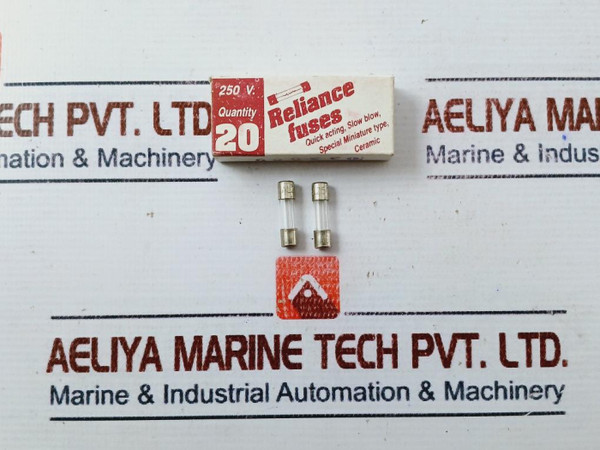 250 V.
Quantity
20
Reliance
fuses
Quick acting, Slow blow,
Special Miniature type,
Ceramic
ECH PVT. LTD
mation & Machinery
AELIYA MAR
Marine & Indus
AELIYA MARINE TECH PVT. LTD.
Marine & Industrial Automation & Machinery